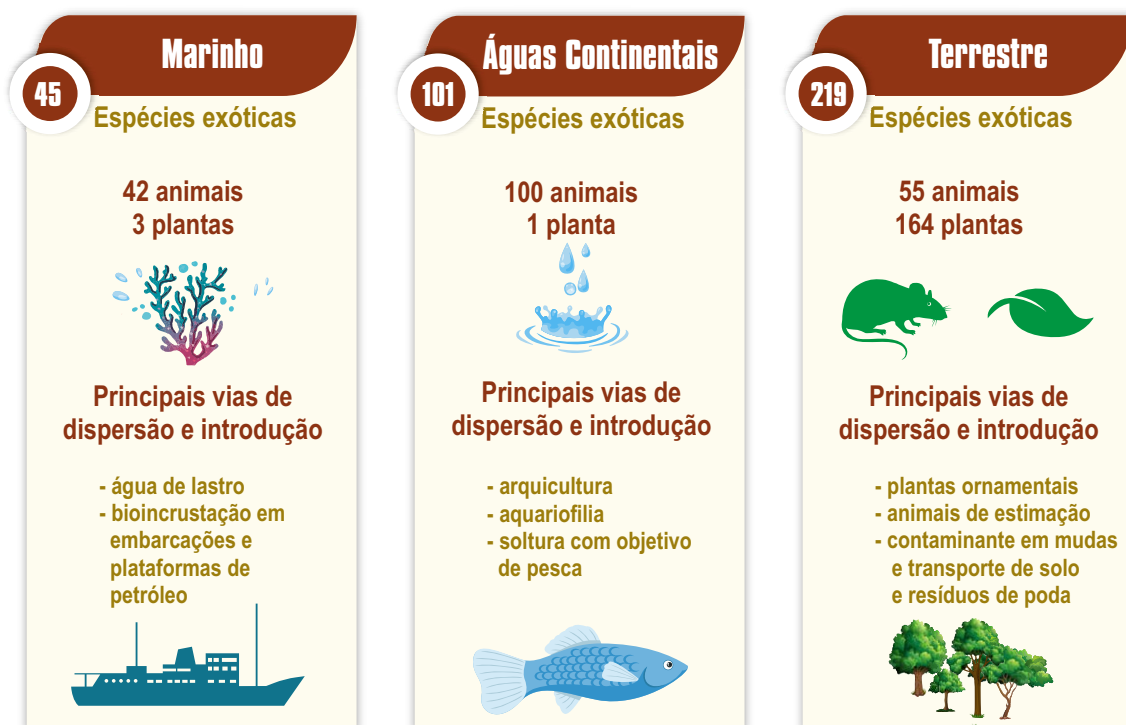 Marinho
45
Espécies exóticas
42 animais
3 plantas
Principais vias de
dispersão e introdução
- água de lastro
- bioincrustação em
embarcações e
plataformas de
petróleo
Águas Continentais
101
Espécies exóticas
100 animais
1 planta
Principais vias de
dispersão e introdução
- arquicultura
- aquariofilia
- soltura com objetivo
de pesca
Terrestre
219
Espécies exóticas
55 animais
164 plantas
Principais vias de
dispersão e introdução
- plantas ornamentais
- animais de estimação
- contaminante em mudas
e transporte de solo
e resíduos de poda